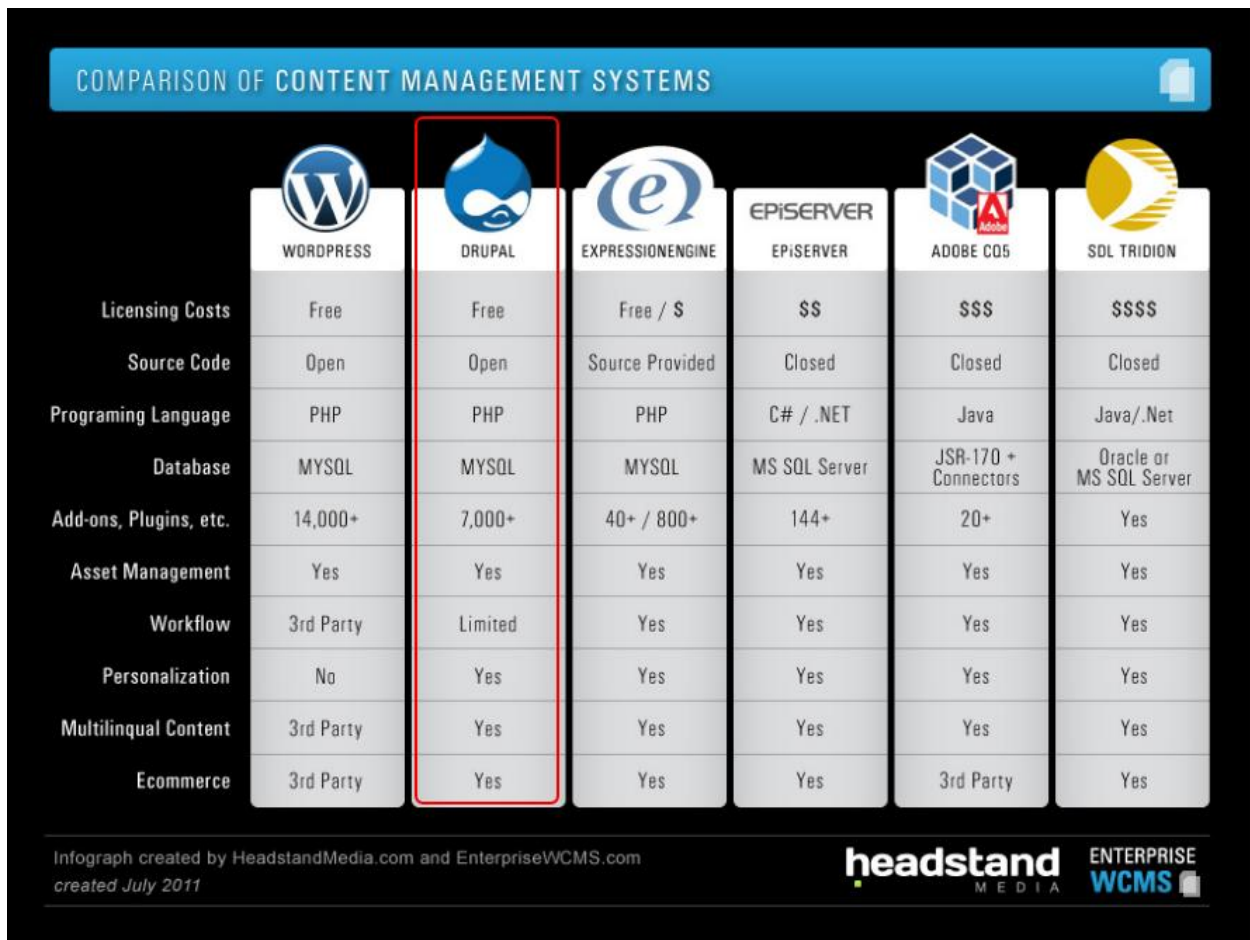 COMPARISON OF CONTENT MANAGEMENT SYSTEMS
W e EPiSERVER Adobe
WORDPRESS DRUPAL EXPRESSIONENGINE EPiSERVER ADOBE CQ5 SDL TRIDION
Licensing Costs Free Free Free / $ $$ $$$ $$$$
Source Code Open Open Source Provided Closed Closed Closed
Programing Language PHP PHP PHP C# / .NET Java Java/.Net
Database MYSQL MYSQL MYSQL MS SQL Server JSR-170 + Connectors Oracle or MS SQL Server
Add-ons, Plugins, etc. 14,000+ 7,000+ 40+ / 800+ 144+ 20+ Yes
Asset Management Yes Yes Yes Yes Yes Yes
Workflow 3rd Party Limited Yes Yes Yes Yes
Personalization No Yes Yes Yes Yes Yes
Multilinqual Content 3rd Party Yes Yes Yes Yes Yes
Ecommerce 3rd Party Yes Yes Yes 3rd Party Yes
Infograph created by HeadstandMedia.com and EnterpriseWCMS.com
created July 2011
headstand
MEDIA
ENTERPRISE
WCMS